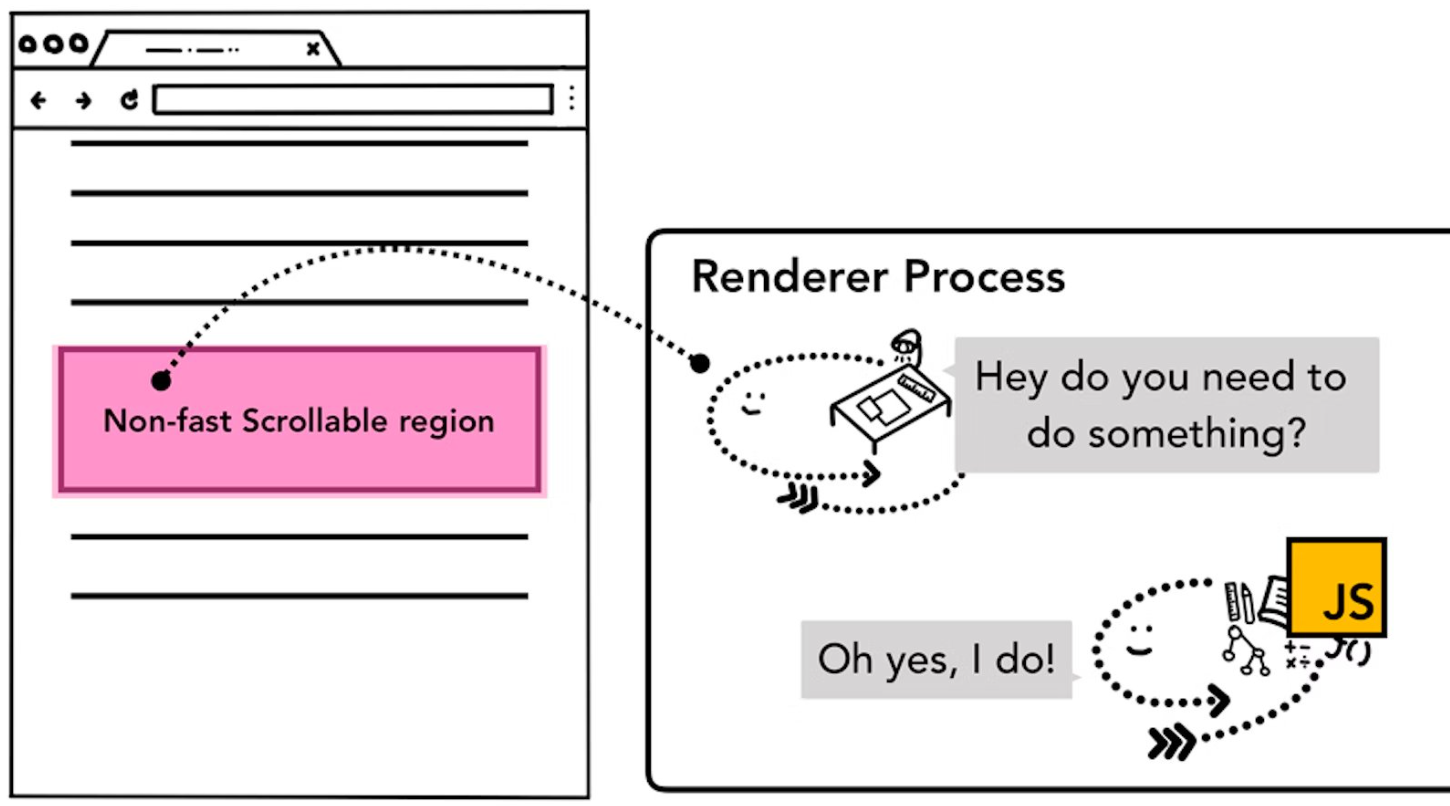 Non-fast Scrollable region
Renderer Process
Hey do you need to
do something?
JS
Oh yes, I do!